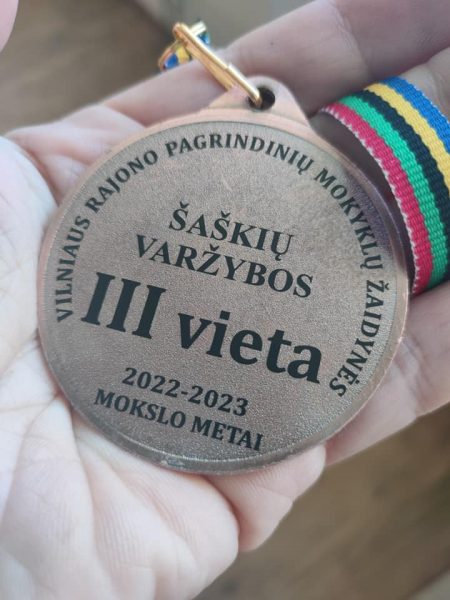 VILNIAUS RAJONO PAGRINDINIŲ MOKYKLŲ ŽAIDYNĖS
ŠAŠKIŲ
VARŽYBOS
III vieta
2022-2023
MOKSLO METAI